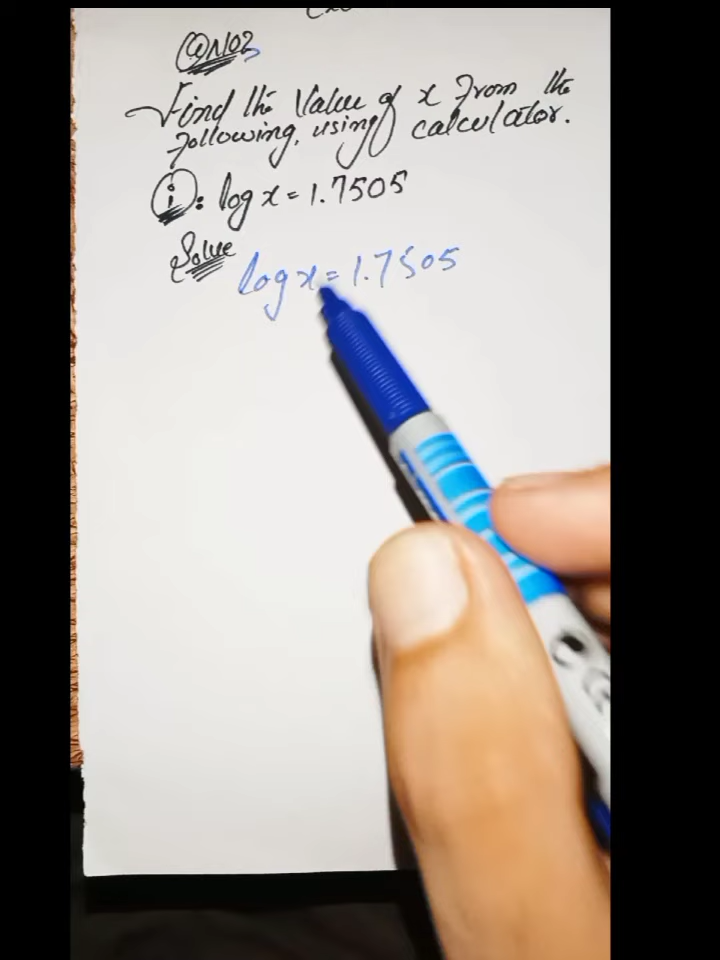 Q NO2
Find the Value of x From the
Following, using calculator.
i: log x = 1.7505
Solve
log x = 1.7505